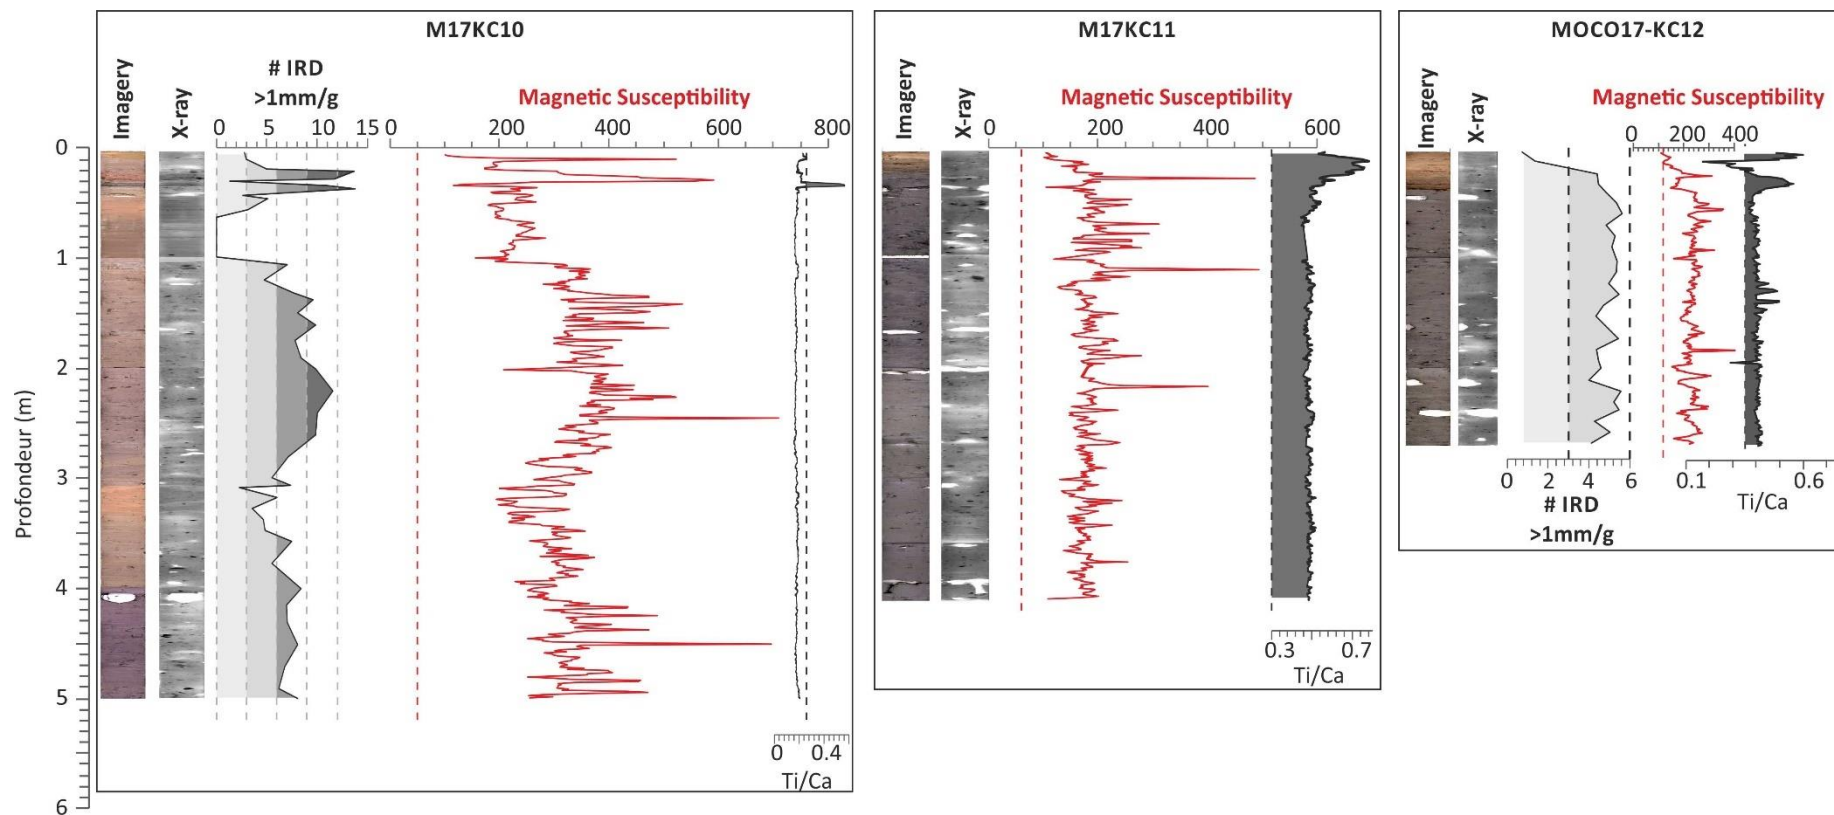 M17KC10
Imagery
X-ray
# IRD
>1mm/g
Magnetic Susceptibility
0 5 10 15 0 200 400 600 800
Profondeur (m)
0
1
2
3
4
5
6
0 0.4
Ti/Ca
M17KC11
Imagery
X-ray
Magnetic Susceptibility
0 200 400 600
0.3 0.7
Ti/Ca
MOCO17-KC12
Imagery
X-ray
Magnetic Susceptibility
0 200 400
0 2 4 6
# IRD
>1mm/g
0.1 0.6
Ti/Ca